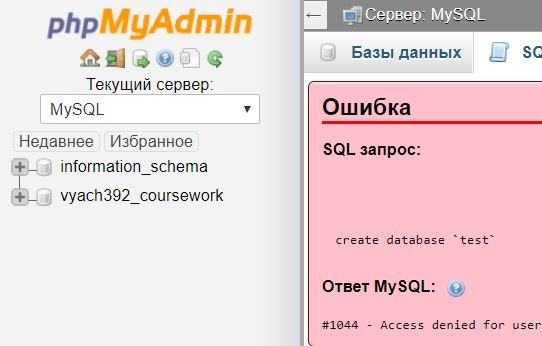 phpMyAdmin
Текущий сервер:
MySQL
Недавнее Избранное
information_schema
vyach392_coursework
Сервер: MySQL
Базы данных SQ
Ошибка
SQL запрос:
create database `test`
Ответ MySQL:
#1044 - Access denied for user